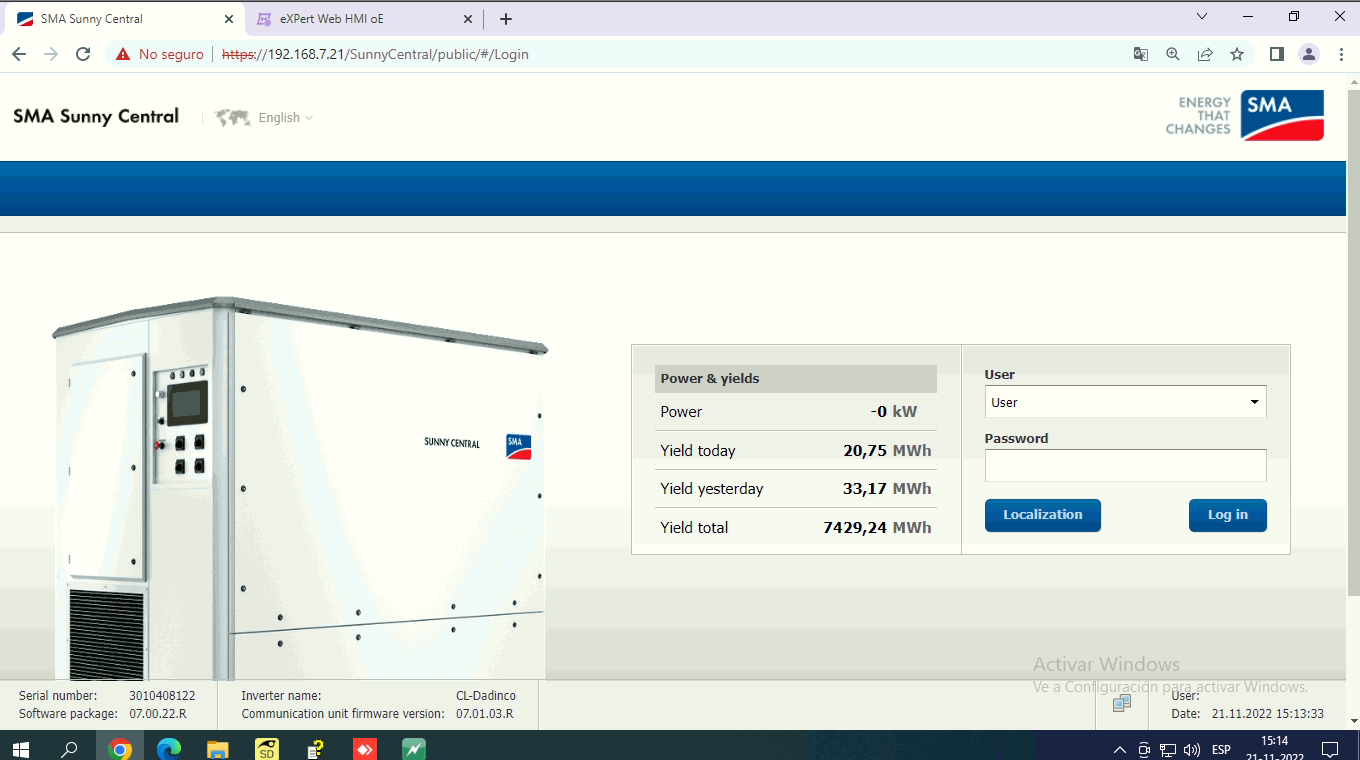 SMA Sunny Central
eXPert Web HMI oE
No seguro
https://192.168.7.21/SunnyCentral/public/#/Login
SMA Sunny Central
English
ENERGY
THAT
CHANGES
SMA
SUNNY CENTRAL
SMA
Power & yields
Power -0 kW
Yield today 20,75 MWh
Yield yesterday 33,17 MWh
Yield total 7429,24 MWh
User
User
Password
Localization
Log in
Activar Windows
Ve a Configuración para activar Windows.
Serial number: 3010408122
Software package: 07.00.22.R
Inverter name: CL-Dadinco
Communication unit firmware version: 07.01.03.R
User:
Date: 21.11.2022 15:13:33
SD
ESP
15:14
21-11-2022